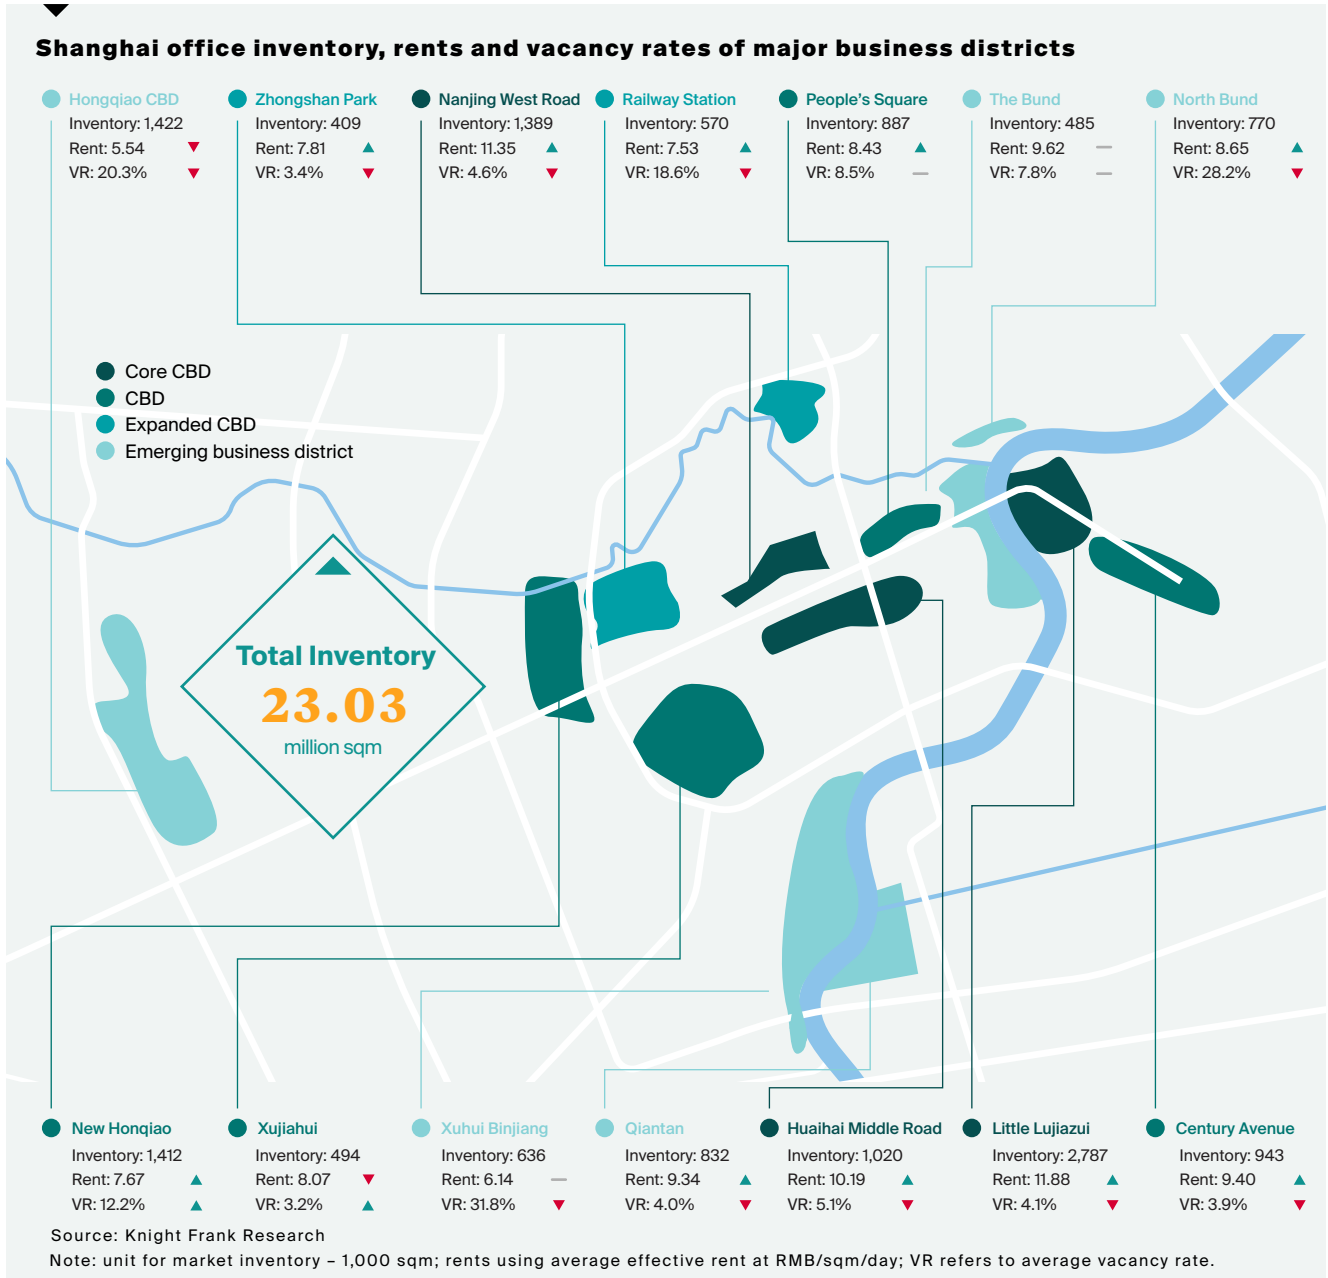 Shanghai office inventory, rents and vacancy rates of major business districts
Hongqiao CBD
Inventory: 1,422
Rent: 5.54
VR: 20.3%
Zhongshan Park
Inventory: 409
Rent: 7.81
VR: 3.4%
Nanjing West Road
Inventory: 1,389
Rent: 11.35
VR: 4.6%
Railway Station
Inventory: 570
Rent: 7.53
VR: 18.6%
People's Square
Inventory: 887
Rent: 8.43
VR: 8.5%
The Bund
Inventory: 485
Rent: 9.62
VR: 7.8%
North Bund
Inventory: 770
Rent: 8.65
VR: 28.2%
Core CBD
CBD
Expanded CBD
Emerging business district
Total Inventory
23.03
million sqm
New Honqiao
Inventory: 1,412
Rent: 7.67
VR: 12.2%
Xujiahui
Inventory: 494
Rent: 8.07
VR: 3.2%
Xuhui Binjiang
Inventory: 636
Rent: 6.14
VR: 31.8%
Qiantan
Inventory: 832
Rent: 9.34
VR: 4.0%
Huaihai Middle Road
Inventory: 1,020
Rent: 10.19
VR: 5.1%
Little Lujiazui
Inventory: 2,787
Rent: 11.88
VR: 4.1%
Century Avenue
Inventory: 943
Rent: 9.40
VR: 3.9%
Source: Knight Frank Research
Note: unit for market inventory – 1,000 sqm; rents using average effective rent at RMB/sqm/day; VR refers to average vacancy rate.